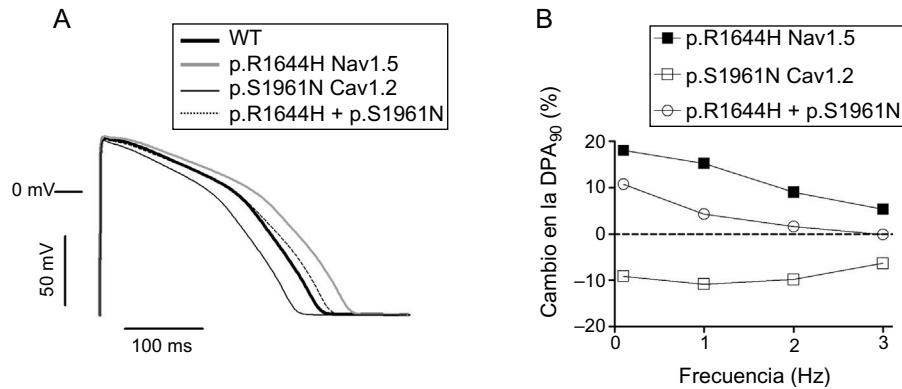 A
WT
p.R1644H Nav1.5
p.S1961N Cav1.2
p.R1644H + p.S1961N
0 mV
50 mV
100 ms
B
p.R1644H Nav1.5
p.S1961N Cav1.2
p.R1644H + p.S1961N
Cambio en la DPA90 (%)
20
10
0
–10
–20
0
1
2
3
Frecuencia (Hz)